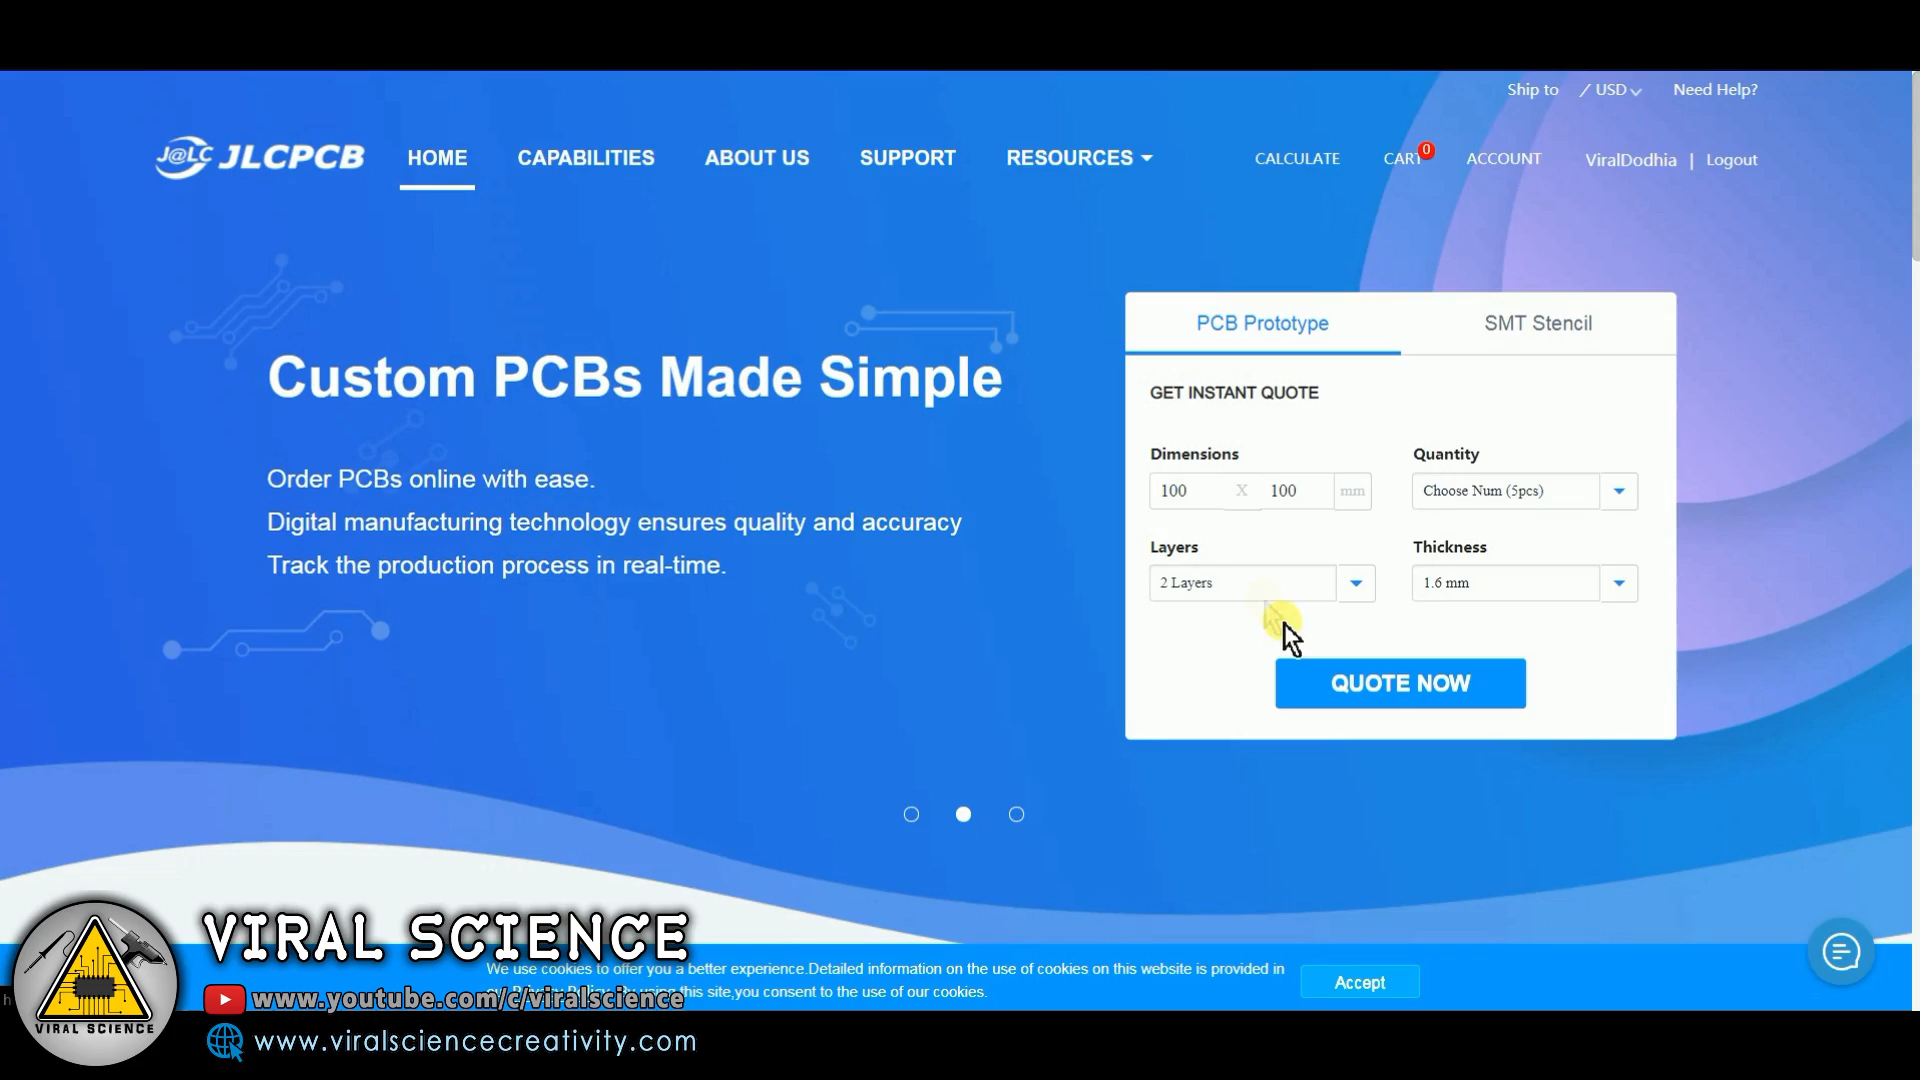 Ship to / USD Need Help?
J@LC JLCPCB HOME CAPABILITIES ABOUT US SUPPORT RESOURCES CALCULATE CART 0 ACCOUNT ViralDodhia | Logout
PCB Prototype SMT Stencil
GET INSTANT QUOTE
Custom PCBs Made Simple
Order PCBs online with ease.
Digital manufacturing technology ensures quality and accuracy
Track the production process in real-time.
Dimensions Quantity
100 X 100 mm Choose Num (5pcs)
Layers Thickness
2 Layers 1.6 mm
QUOTE NOW
VIRAL SCIENCE
We use cookies to offer you a better experience.Detailed information on the use of cookies on this website is provided in
our Privacy Policy. By using this site,you consent to the use of our cookies.
Accept
www.youtube.com/c/viralscience
VIRAL SCIENCE
www.viralsciencecreativity.com